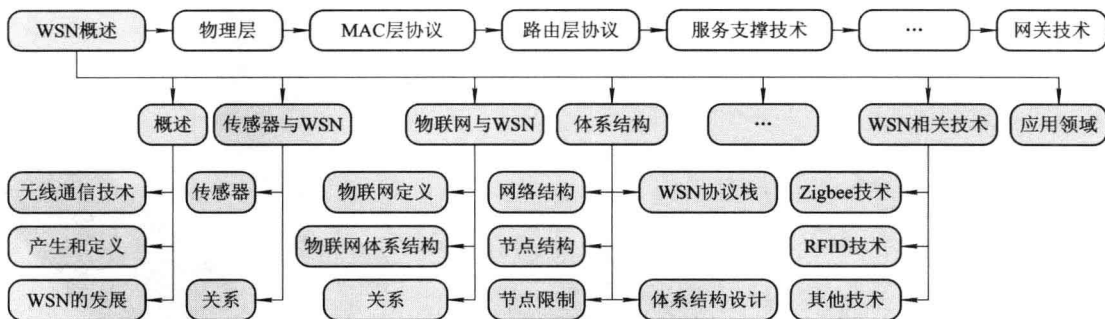 WSN概述 物理层 MAC层协议 路由层协议 服务支撑技术 … 网关技术
概述 传感器与WSN 物联网与WSN 体系结构 … WSN相关技术 应用领域
无线通信技术 传感器 物联网定义 网络结构 WSN协议栈 Zigbee技术
产生和定义 物联网体系结构 节点结构 RFID技术
WSN的发展 关系 关系 节点限制 体系结构设计 其他技术